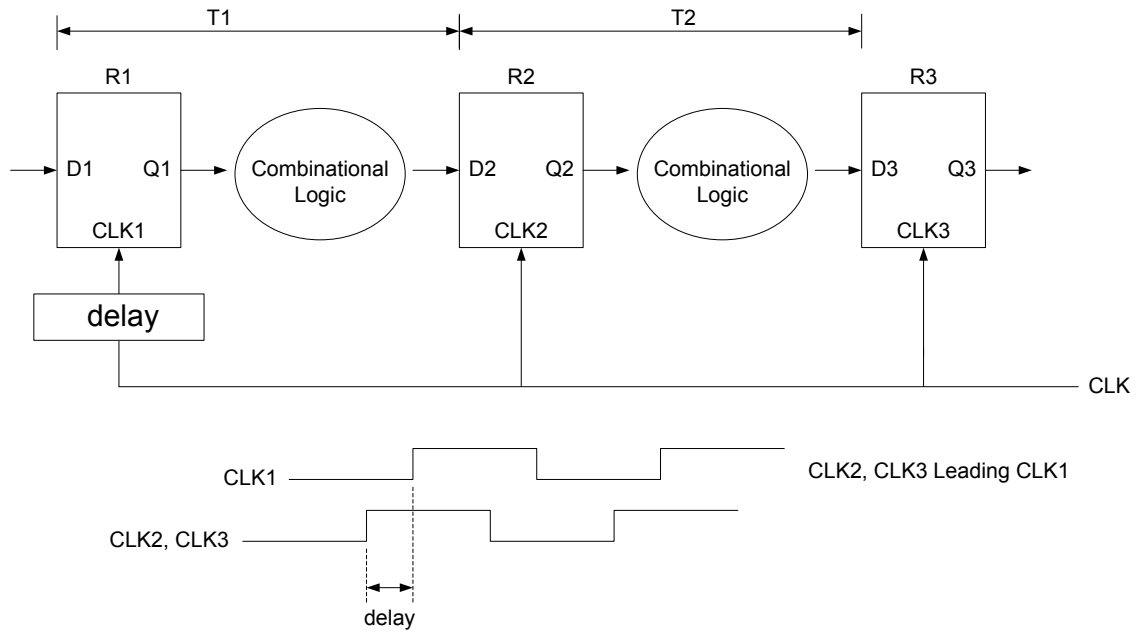 T1
T2
R1
R2
R3
D1
Q1
Combinational
Logic
D2
Q2
Combinational
Logic
D3
Q3
CLK1
CLK2
CLK3
delay
CLK
CLK1
CLK2, CLK3 Leading CLK1
CLK2, CLK3
delay